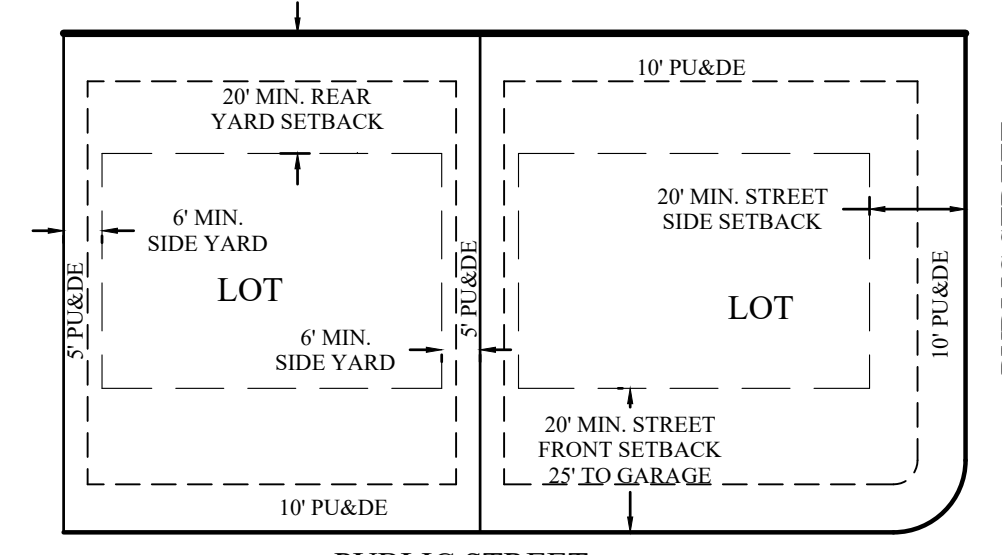 10' PU&DE
20' MIN. REAR
YARD SETBACK
6' MIN.
SIDE YARD
20' MIN. STREET
SIDE SETBACK
5' PU&DE
LOT
5' PU&DE
LOT
10' PU&DE
6' MIN.
SIDE YARD
20' MIN. STREET
FRONT SETBACK
25' TO GARAGE
10' PU&DE
PUBLIC STREET